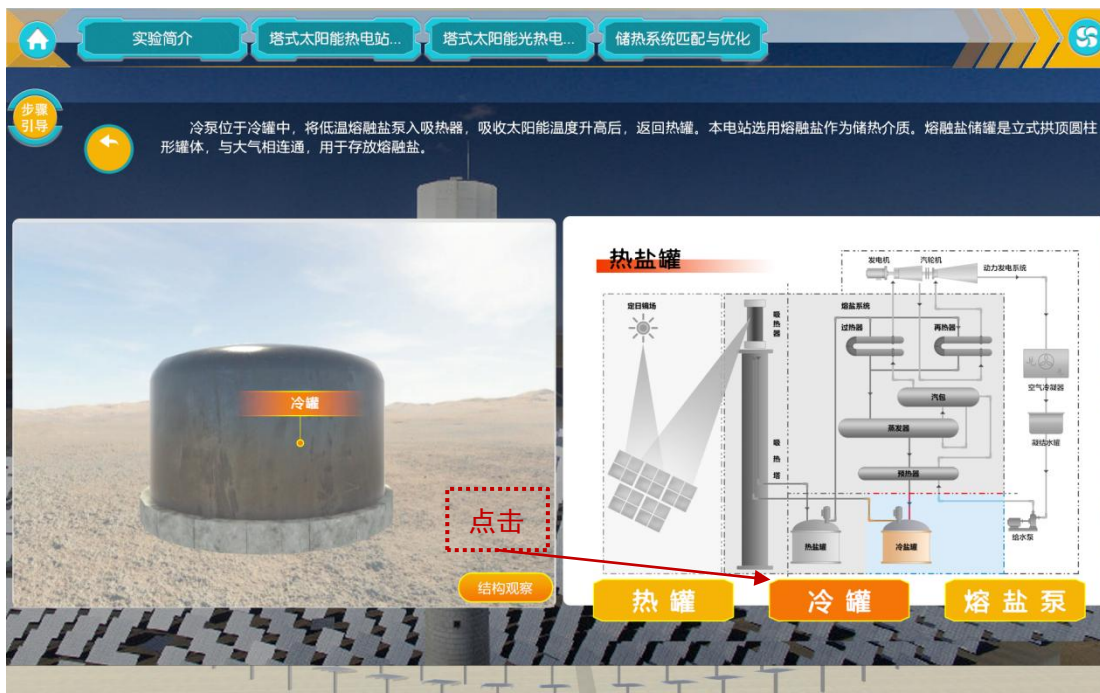 实验简介
塔式太阳能热电站...
塔式太阳能光热电...
储热系统匹配与优化
步骤
引导
冷泵位于冷罐中，将低温熔融盐泵入吸热器，吸收太阳能温度升高后，返回热罐。本电站选用熔融盐作为储热介质。熔融盐储罐是立式拱顶圆柱
形罐体，与大气相连通，用于存放熔融盐。
冷罐
点击
结构观察
热盐罐
发电机
汽轮机
动力发电系统
定日镜场
吸热器
熔盐系统
过热器
再热器
空气冷凝器
汽包
蒸发器
凝结水罐
吸热塔
预热器
热盐罐
冷盐罐
给水泵
热罐
冷罐
熔盐泵